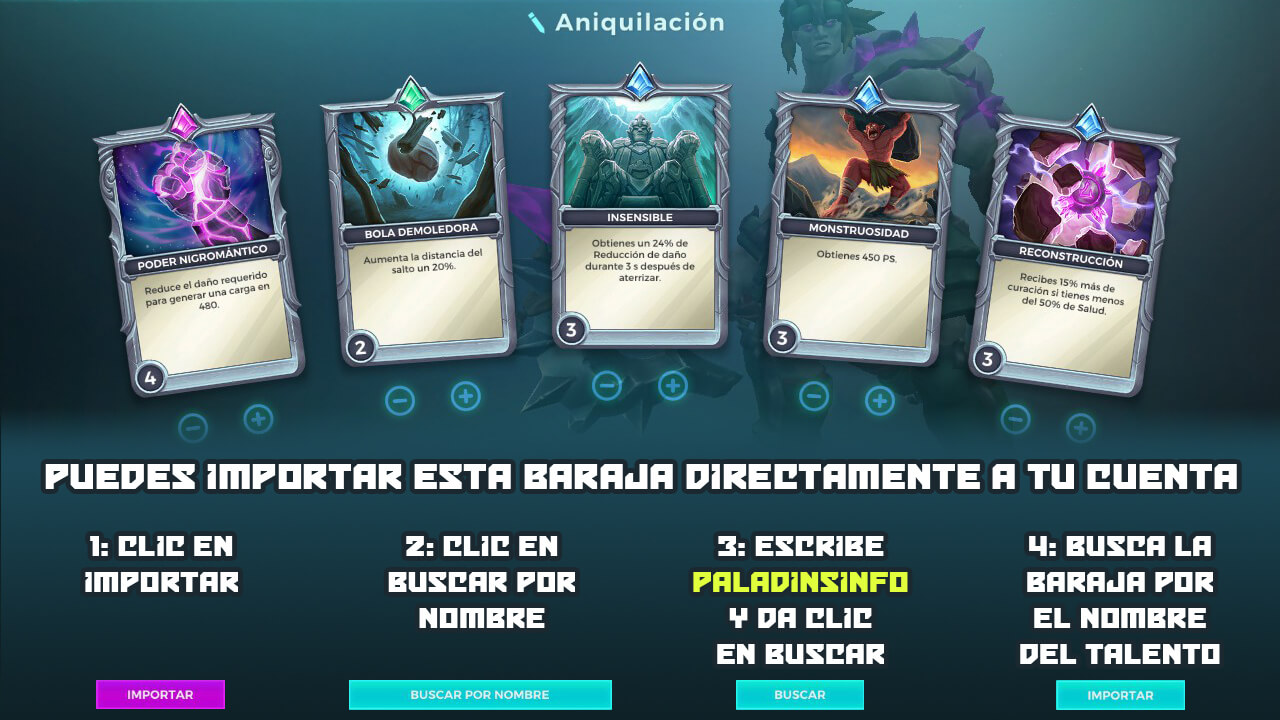 Aniquilación
PODER NIGROMÁNTICO
Reduce el daño requerido
para generar una carga en
480.
4
BOLA DEMOLEDORA
Aumenta la distancia del
salto un 20%.
2
INSENSIBLE
Obtienes un 24% de
Reducción de daño
durante 3 s después de
aterrizar.
3
MONSTRUOSIDAD
Obtienes 450 PS.
3
RECONSTRUCCIÓN
Recibes 15% más de
curación si tienes menos
del 50% de Salud.
3
PUEDES IMPORTAR ESTA BARAJA DIRECTAMENTE A TU CUENTA
1: CLIC EN
IMPORTAR
IMPORTAR
2: CLIC EN
BUSCAR POR
NOMBRE
BUSCAR POR NOMBRE
3: ESCRIBE
PALADINSINFO
Y DA CLIC
EN BUSCAR
BUSCAR
4: BUSCA LA
BARAJA POR
EL NOMBRE
DEL TALENTO
IMPORTAR